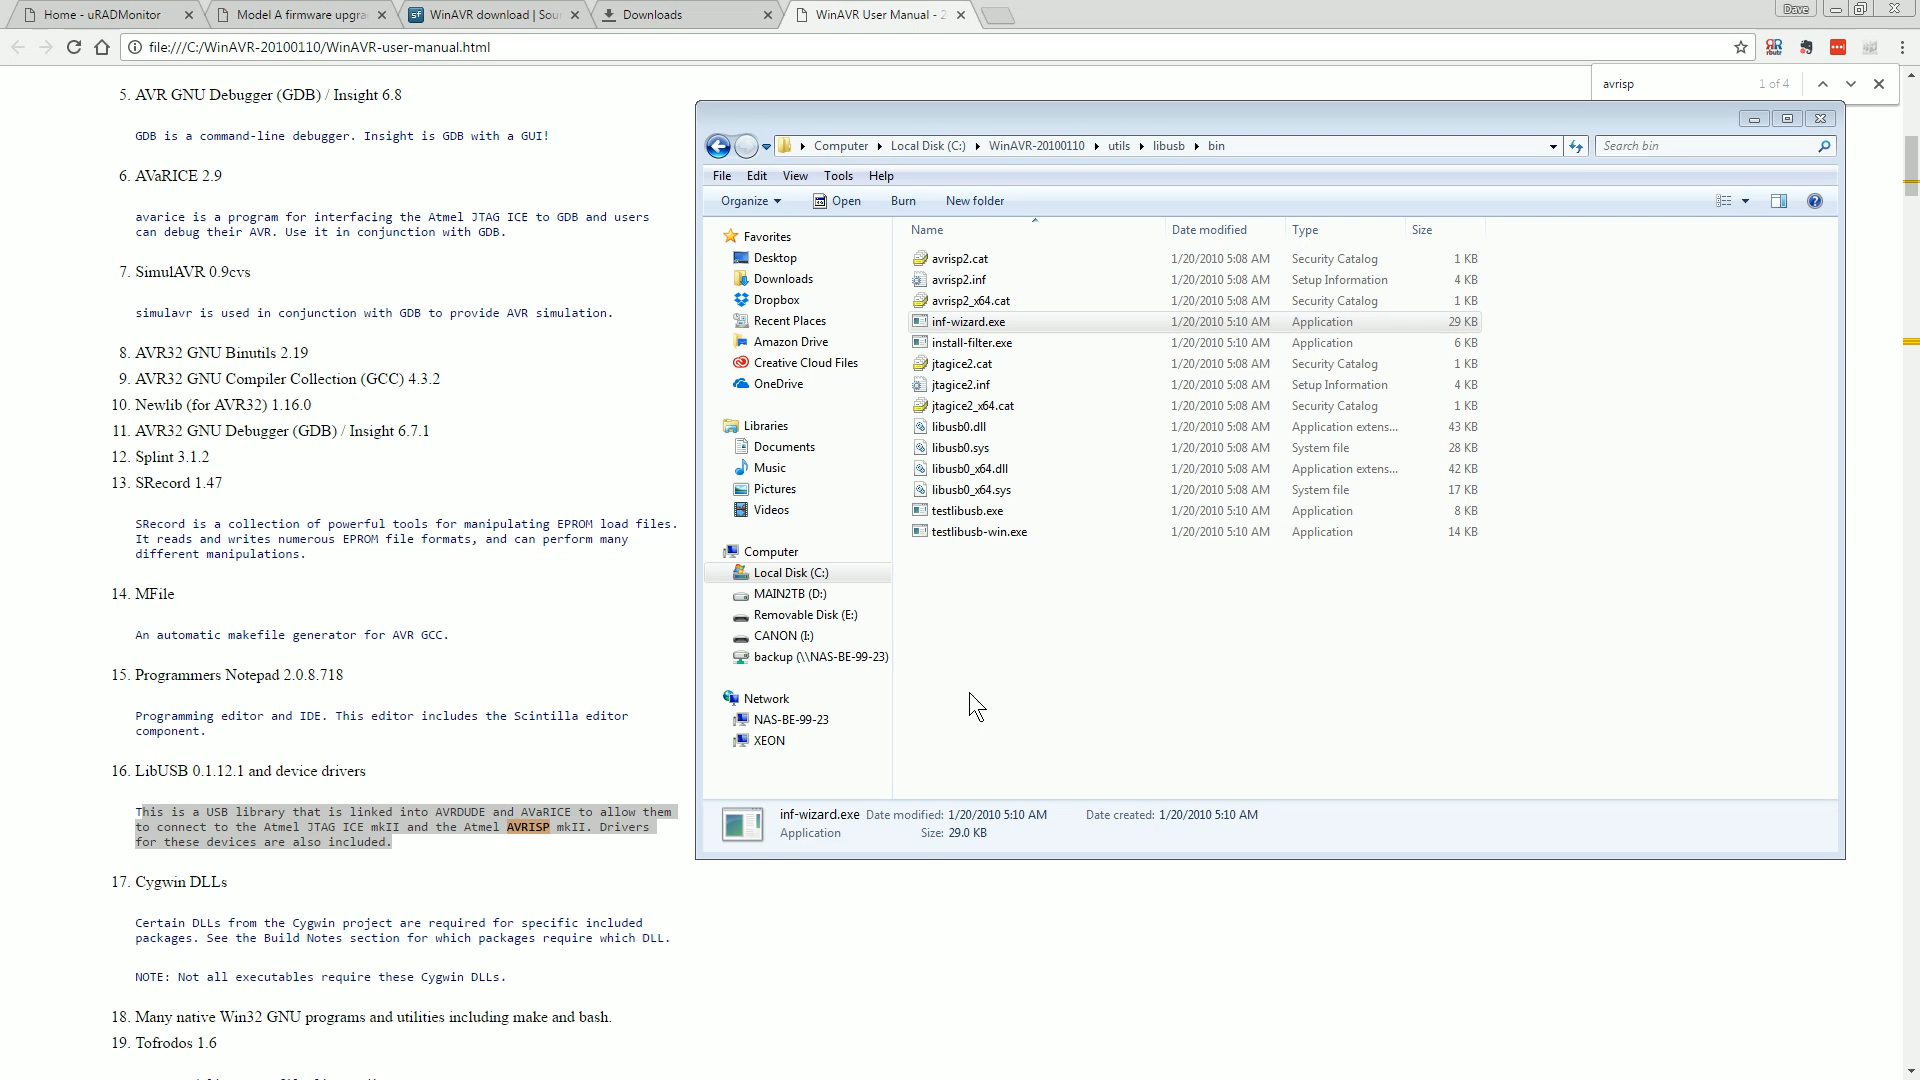 Home - uRADMonitor
Model A firmware upgra
WinAVR download | Sour
Downloads
WinAVR User Manual - 2
Dave
file:///C:/WinAVR-20100110/WinAVR-user-manual.html
avrisp
1 of 4
5. AVR GNU Debugger (GDB) / Insight 6.8
GDB is a command-line debugger. Insight is GDB with a GUI!
6. AVaRICE 2.9
avarice is a program for interfacing the Atmel JTAG ICE to GDB and users
can debug their AVR. Use it in conjunction with GDB.
7. SimulAVR 0.9cvs
simulavr is used in conjunction with GDB to provide AVR simulation.
8. AVR32 GNU Binutils 2.19
9. AVR32 GNU Compiler Collection (GCC) 4.3.2
10. Newlib (for AVR32) 1.16.0
11. AVR32 GNU Debugger (GDB) / Insight 6.7.1
12. Splint 3.1.2
13. SRecord 1.47
SRecord is a collection of powerful tools for manipulating EPROM load files.
It reads and writes numerous EPROM file formats, and can perform many
different manipulations.
14. MFile
An automatic makefile generator for AVR GCC.
15. Programmers Notepad 2.0.8.718
Programming editor and IDE. This editor includes the Scintilla editor
component.
16. LibUSB 0.1.12.1 and device drivers
This is a USB library that is linked into AVRDUDE and AVaRICE to allow them
to connect to the Atmel JTAG ICE mkII and the Atmel AVRISP mkII. Drivers
for these devices are also included.
17. Cygwin DLLs
Certain DLLs from the Cygwin project are required for specific included
packages. See the Build Notes section for which packages require which DLL.
NOTE: Not all executables require these Cygwin DLLs.
18. Many native Win32 GNU programs and utilities including make and bash.
19. Tofrodos 1.6
Computer Local Disk (C:) WinAVR-20100110 utils libusb bin
Search bin
File Edit View Tools Help
Organize Open Burn New folder
Favorites
Desktop
Downloads
Dropbox
Recent Places
Amazon Drive
Creative Cloud Files
OneDrive
Libraries
Documents
Music
Pictures
Videos
Computer
Local Disk (C:)
MAIN2TB (D:)
Removable Disk (E:)
CANON (I:)
backup (\\NAS-BE-99-23)
Network
NAS-BE-99-23
XEON
Name Date modified Type Size
avrisp2.cat 1/20/2010 5:08 AM Security Catalog 1 KB
avrisp2.inf 1/20/2010 5:08 AM Setup Information 4 KB
avrisp2_x64.cat 1/20/2010 5:08 AM Security Catalog 1 KB
inf-wizard.exe 1/20/2010 5:10 AM Application 29 KB
install-filter.exe 1/20/2010 5:10 AM Application 6 KB
jtagice2.cat 1/20/2010 5:08 AM Security Catalog 1 KB
jtagice2.inf 1/20/2010 5:08 AM Setup Information 4 KB
jtagice2_x64.cat 1/20/2010 5:08 AM Security Catalog 1 KB
libusb0.dll 1/20/2010 5:08 AM Application extens... 43 KB
libusb0.sys 1/20/2010 5:08 AM System file 28 KB
libusb0_x64.dll 1/20/2010 5:08 AM Application extens... 42 KB
libusb0_x64.sys 1/20/2010 5:08 AM System file 17 KB
testlibusb.exe 1/20/2010 5:10 AM Application 8 KB
testlibusb-win.exe 1/20/2010 5:10 AM Application 14 KB
inf-wizard.exe Date modified: 1/20/2010 5:10 AM Date created: 1/20/2010 5:10 AM
Application Size: 29.0 KB